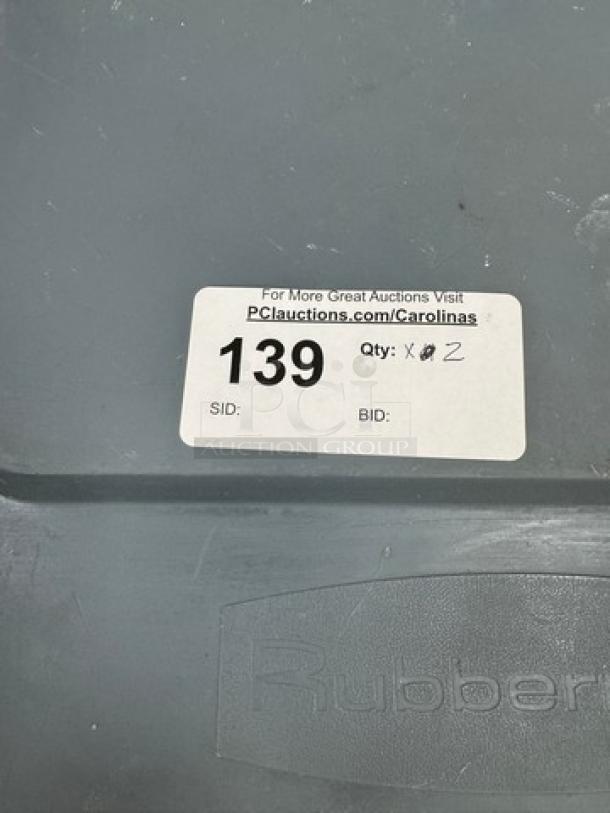 For More Great Auctions Visit
PCIauctions.com/Carolinas
139
Qty: X 2
SID:
BID:
PCi
AUCTION GROUP
Rubber